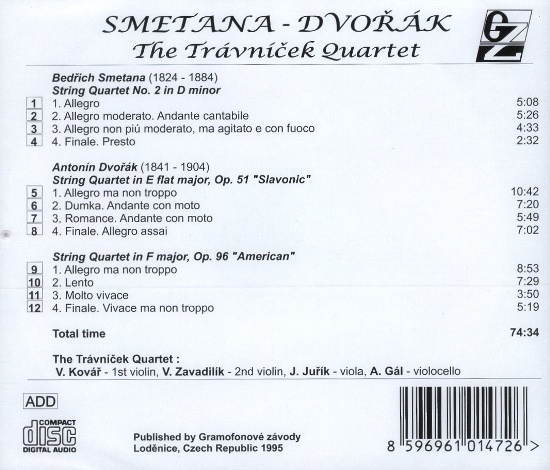 SMETANA - DVOŘÁK
The Trávníček Quartet
GZ
Bedřich Smetana (1824 - 1884)
String Quartet No. 2 in D minor
1 1. Allegro 5:08
2 2. Allegro moderato. Andante cantabile 5:26
3 3. Allegro non piú moderato, ma agitato e con fuoco 4:33
4 4. Finale. Presto 2:32
Antonín Dvořák (1841 - 1904)
String Quartet in E flat major, Op. 51 "Slavonic"
5 1. Allegro ma non troppo 10:42
6 2. Dumka. Andante con moto 7:20
7 3. Romance. Andante con moto 5:49
8 4. Finale. Allegro assai 7:02
String Quartet in F major, Op. 96 "American"
9 1. Allegro ma non troppo 8:53
10 2. Lento 7:29
11 3. Molto vivace 3:50
12 4. Finale. Vivace ma non troppo 5:19
Total time 74:34
The Trávníček Quartet :
V. Kovář - 1st violin, V. Zavadilík - 2nd violin, J. Juřík - viola, A. Gál - violocello
ADD
COMPACT
disc
DIGITAL AUDIO
Published by Gramofonové závody
Loděnice, Czech Republic 1995
8 596961 014726 >